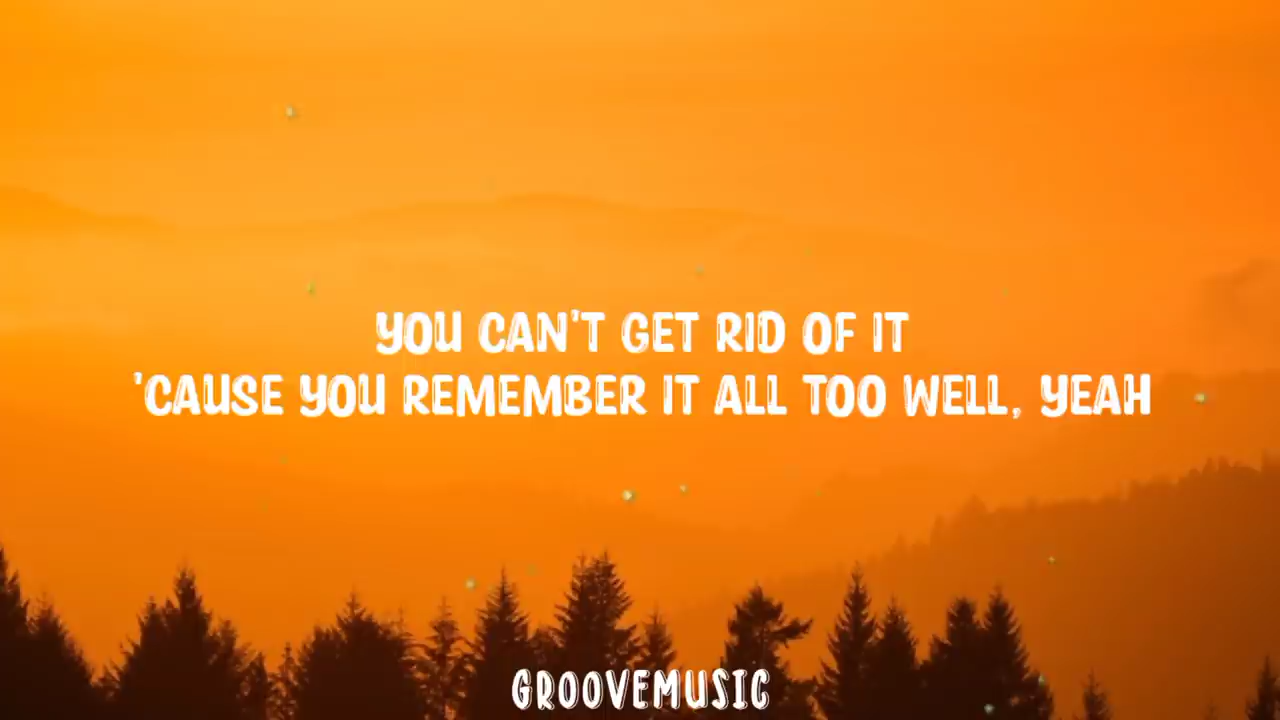 YOU CAN'T GET RID OF IT
'CAUSE YOU REMEMBER IT ALL TOO WELL, YEAH
GROOVEMUSIC